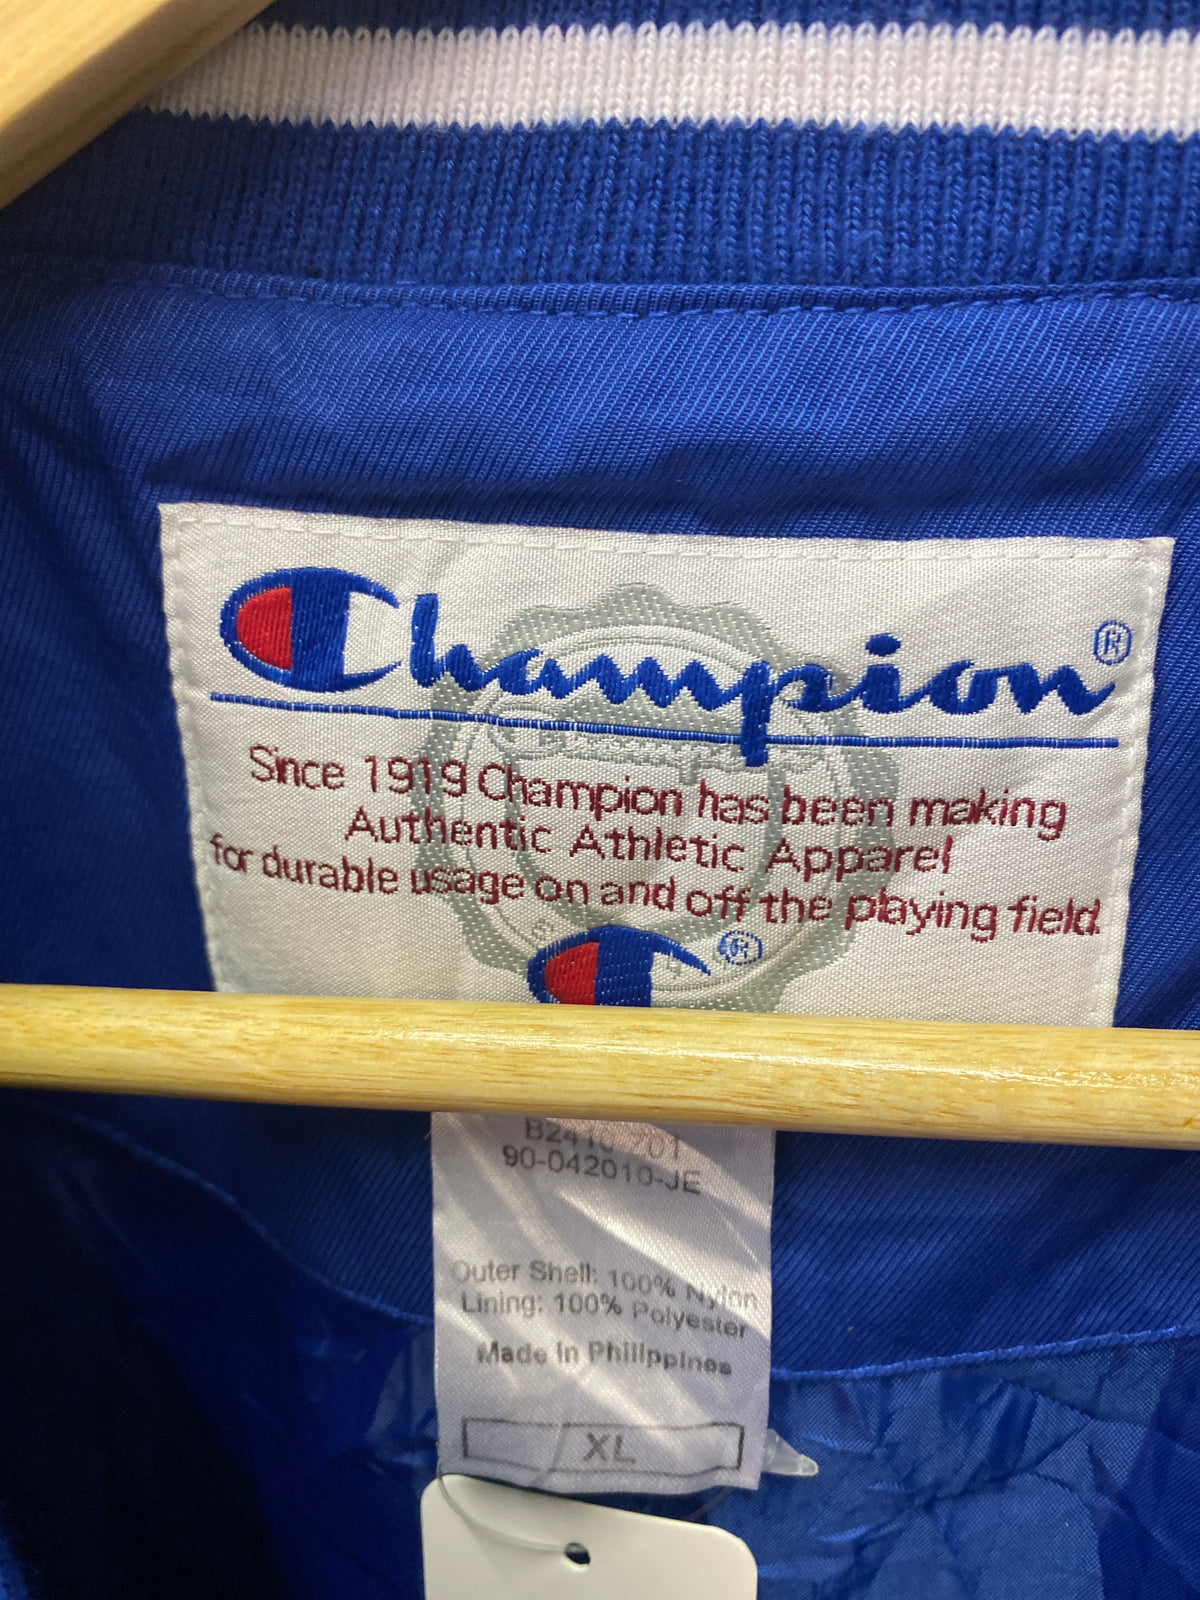 Champion®
Since 1919 Champion has been making
Authentic Athletic Apparel
for durable usage on and off the playing field.
®
90-042010-JE
Outer Shell: 100% Nylon
Lining: 100% Polyester
Made In Philippines
XL